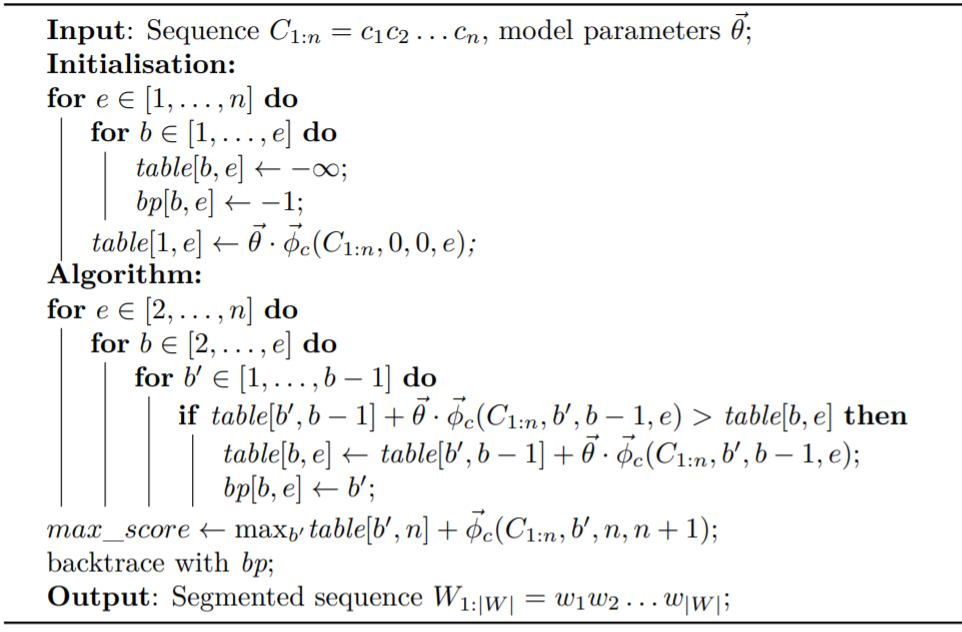 Input: Sequence $C_{1:n} = c_1 c_2 \ldots c_n$, model parameters $\vec{\theta}$;
Initialisation:
for $e \in [1, \ldots, n]$ do
for $b \in [1, \ldots, e]$ do
$table[b, e] \leftarrow -\infty$;
$bp[b, e] \leftarrow -1$;
$table[1, e] \leftarrow \vec{\theta} \cdot \vec{\phi}_c(C_{1:n}, 0, 0, e)$;
Algorithm:
for $e \in [2, \ldots, n]$ do
for $b \in [2, \ldots, e]$ do
for $b' \in [1, \ldots, b-1]$ do
if $table[b', b-1] + \vec{\theta} \cdot \vec{\phi}_c(C_{1:n}, b', b-1, e) > table[b, e]$ then
$table[b, e] \leftarrow table[b', b-1] + \vec{\theta} \cdot \vec{\phi}_c(C_{1:n}, b', b-1, e)$;
$bp[b, e] \leftarrow b'$;
$max\_score \leftarrow \max_{b'} table[b', n] + \vec{\phi}_c(C_{1:n}, b', n, n+1)$;
backtrace with $bp$;
Output: Segmented sequence $W_{1:|W|} = w_1 w_2 \ldots w_{|W|}$;